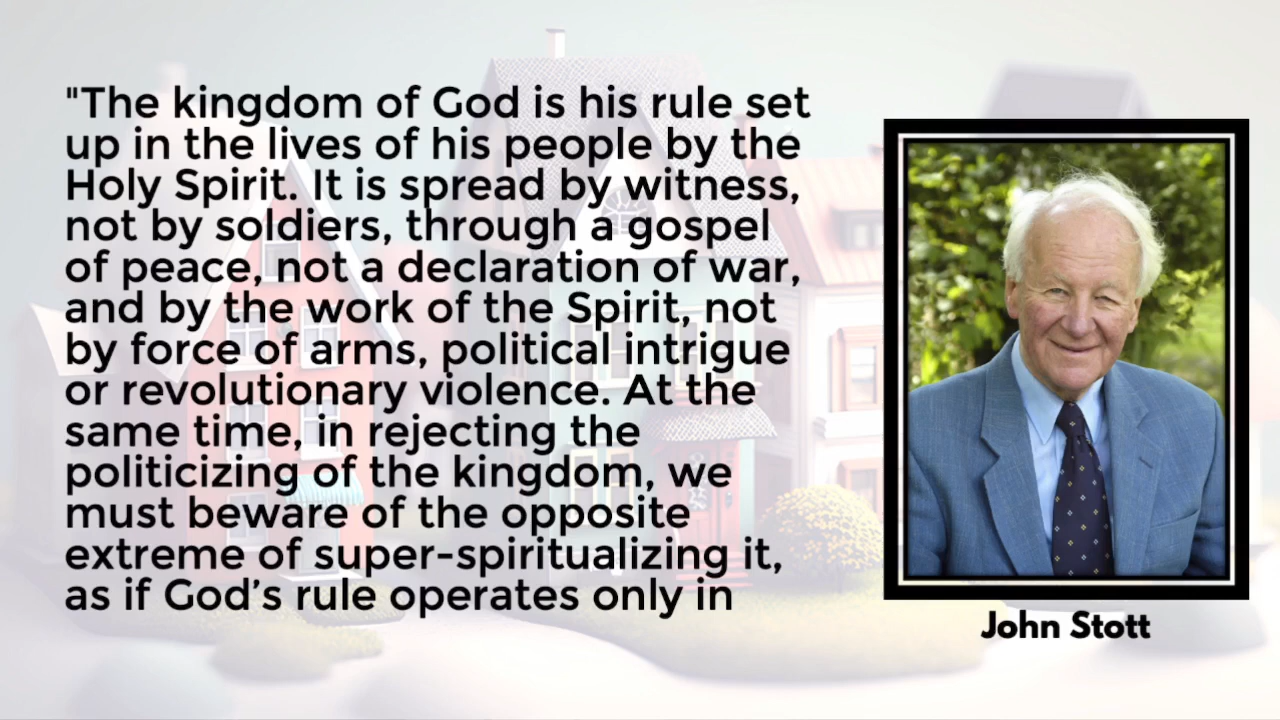 "The kingdom of God is his rule set
up in the lives of his people by the
Holy Spirit. It is spread by witness,
not by soldiers, through a gospel
of peace, not a declaration of war,
and by the work of the Spirit, not
by force of arms, political intrigue
or revolutionary violence. At the
same time, in rejecting the
politicizing of the kingdom, we
must beware of the opposite
extreme of super-spiritualizing it,
as if God’s rule operates only in
John Stott